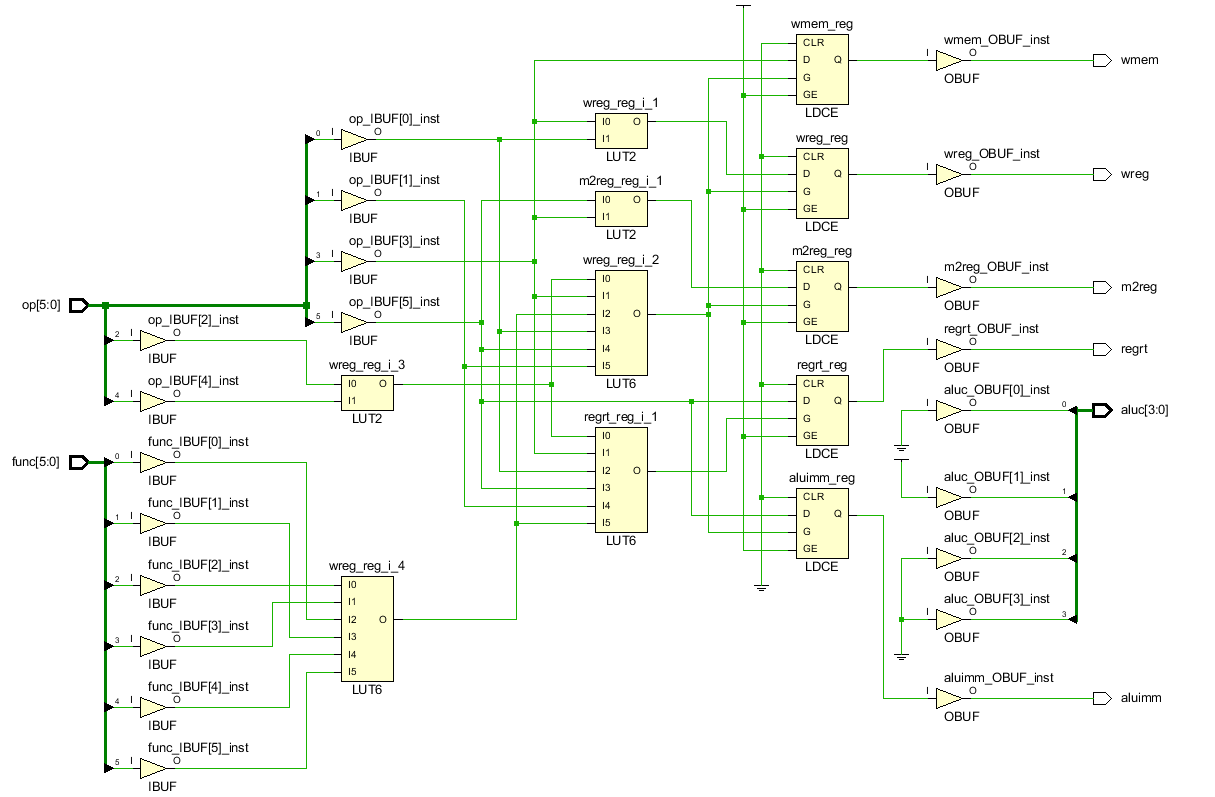 op[5:0]
func[5:0]
op_IBUF[0]_inst
0 I O
IBUF
op_IBUF[1]_inst
1 I O
IBUF
op_IBUF[3]_inst
3 I O
IBUF
op_IBUF[5]_inst
5 I O
IBUF
op_IBUF[2]_inst
2 I O
IBUF
op_IBUF[4]_inst
4 I O
IBUF
func_IBUF[0]_inst
0 I O
IBUF
func_IBUF[1]_inst
1 I O
IBUF
func_IBUF[2]_inst
2 I O
IBUF
func_IBUF[3]_inst
3 I O
IBUF
func_IBUF[4]_inst
4 I O
IBUF
func_IBUF[5]_inst
5 I O
IBUF
wreg_reg_i_3
I0 O
I1
LUT2
wreg_reg_i_4
I0
I1
I2 O
I3
I4
I5
LUT6
wreg_reg_i_1
I0 O
I1
LUT2
m2reg_reg_i_1
I0 O
I1
LUT2
wreg_reg_i_2
I0
I1
I2 O
I3
I4
I5
LUT6
regrt_reg_i_1
I0
I1
I2 O
I3
I4
I5
LUT6
wmem_reg
CLR
D Q
G
GE
LDCE
wreg_reg
CLR
D Q
G
GE
LDCE
m2reg_reg
CLR
D Q
G
GE
LDCE
regrt_reg
CLR
D Q
G
GE
LDCE
aluimm_reg
CLR
D Q
G
GE
LDCE
wmem_OBUF_inst
I O
OBUF
wmem
wreg_OBUF_inst
I O
OBUF
wreg
m2reg_OBUF_inst
I O
OBUF
m2reg
regrt_OBUF_inst
I O
OBUF
regrt
aluc_OBUF[0]_inst
I O 0
OBUF
aluc[3:0]
aluc_OBUF[1]_inst
I O 1
OBUF
aluc_OBUF[2]_inst
I O 2
OBUF
aluc_OBUF[3]_inst
I O 3
OBUF
aluimm_OBUF_inst
I O
OBUF
aluimm